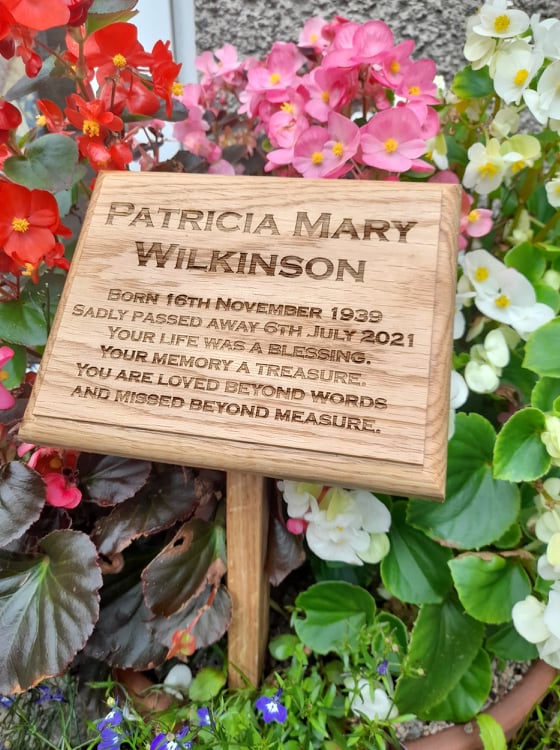 Patricia Mary
Wilkinson
Born 16th November 1939
Sadly passed away 6th July 2021
Your life was a blessing.
Your memory a treasure.
You are loved beyond words
and missed beyond measure.